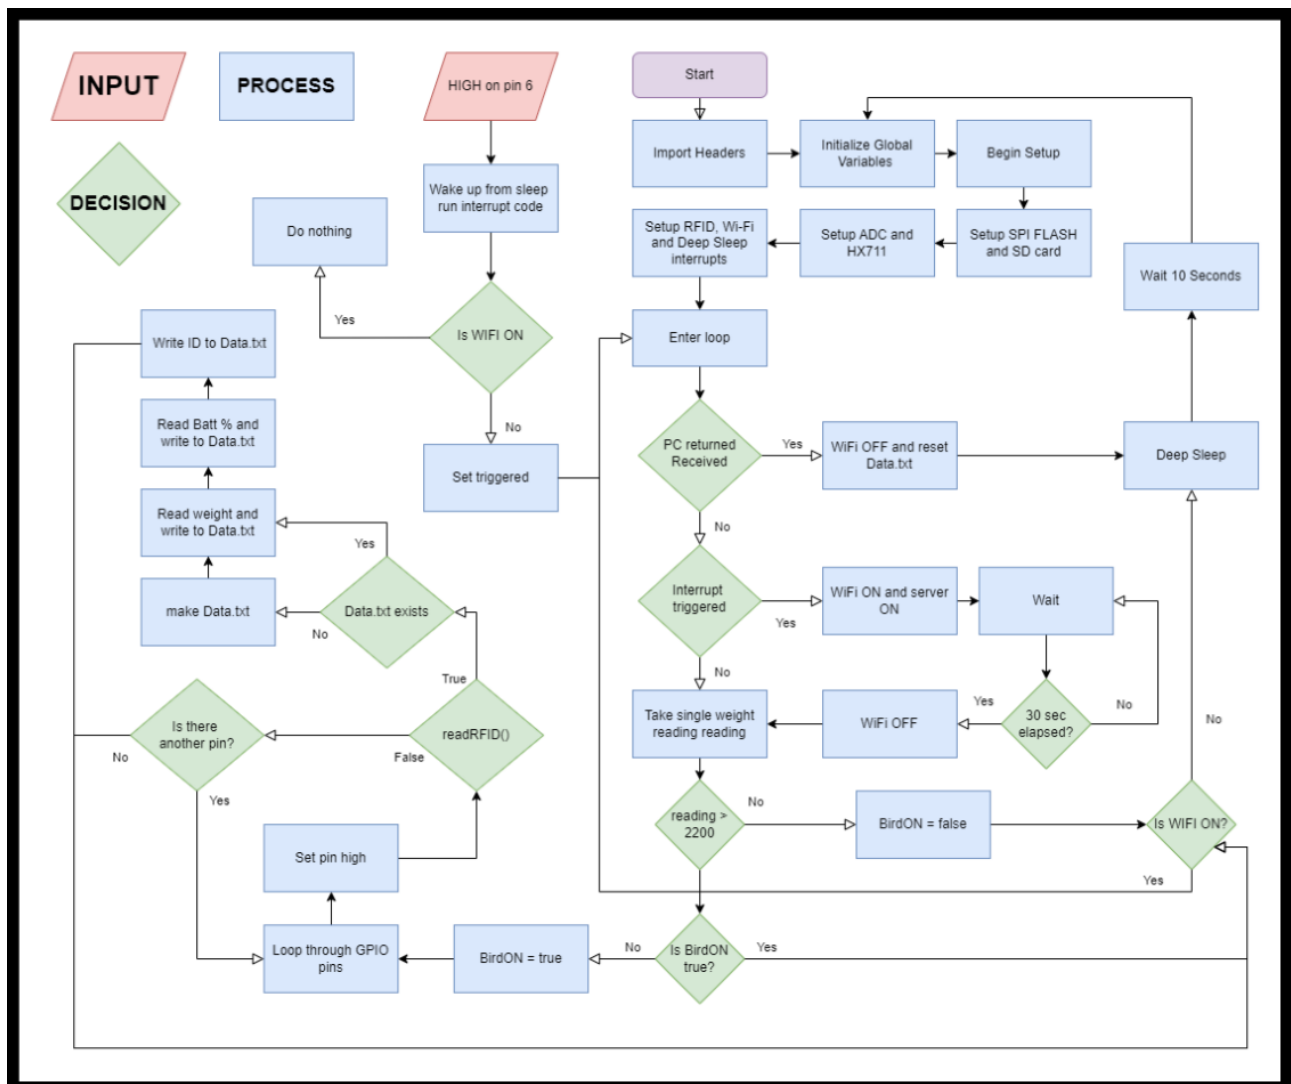 INPUT
PROCESS
DECISION
HIGH on pin 6
Wake up from sleep
run interrupt code
Is WIFI ON
Yes
Do nothing
No
Set triggered
Start
Import Headers
Initialize Global
Variables
Begin Setup
Setup SPI FLASH
and SD card
Setup ADC and
HX711
Setup RFID, Wi-Fi
and Deep Sleep
interrupts
Enter loop
PC returned
Received
Yes
WiFi OFF and reset
Data.txt
Deep Sleep
Wait 10 Seconds
No
Interrupt
triggered
Yes
WiFi ON and server
ON
Wait
30 sec
elapsed?
No
Yes
WiFi OFF
No
Take single weight
reading reading
reading >
2200
No
BirdON = false
Is WIFI ON?
No
Yes
Is BirdON
true?
Yes
No
BirdON = true
Loop through GPIO
pins
Set pin high
readRFID()
True
False
Is there
another pin?
No
Yes
Data.txt exists
Yes
No
make Data.txt
Read weight and
write to Data.txt
Read Batt % and
write to Data.txt
Write ID to Data.txt